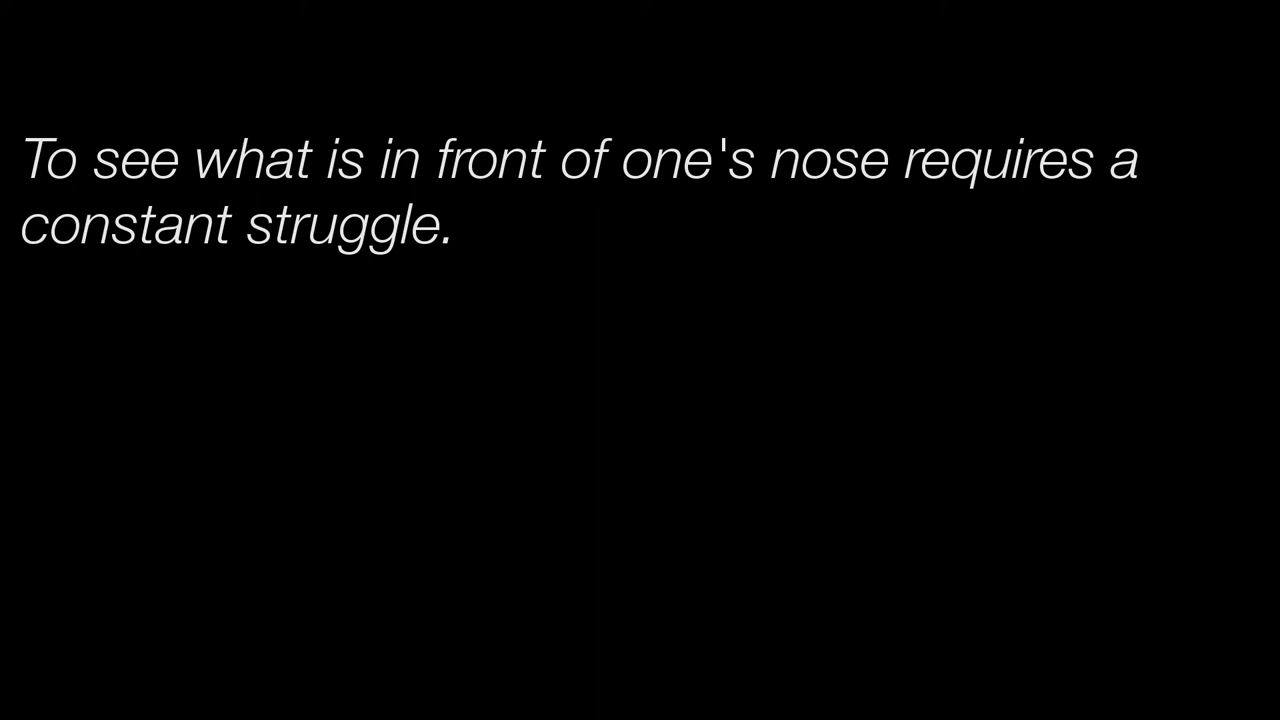 To see what is in front of one's nose requires a
constant struggle.